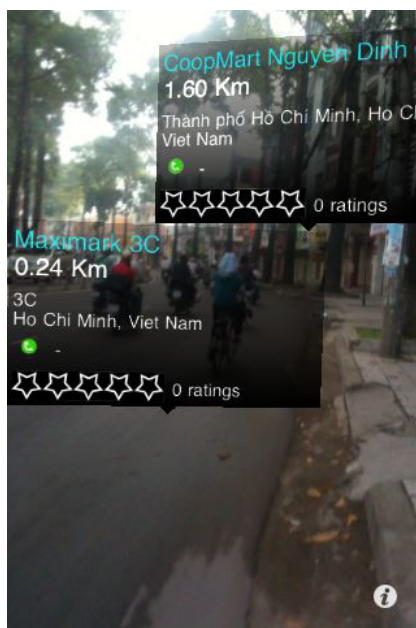 CoopMart Nguyen Dinh
1.60 Km
Thành phố Hồ Chí Minh, Ho
Viet Nam
-
0 ratings
Maximark 3C
0.24 Km
3C
Ho Chi Minh, Viet Nam
-
0 ratings
i